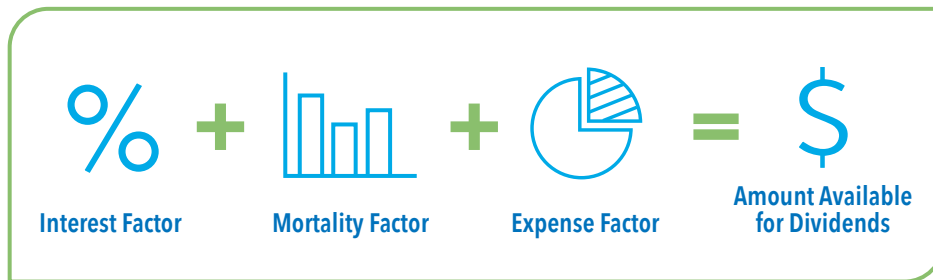 %
+
+
=
$
Interest Factor
Mortality Factor
Expense Factor
Amount Available
for Dividends